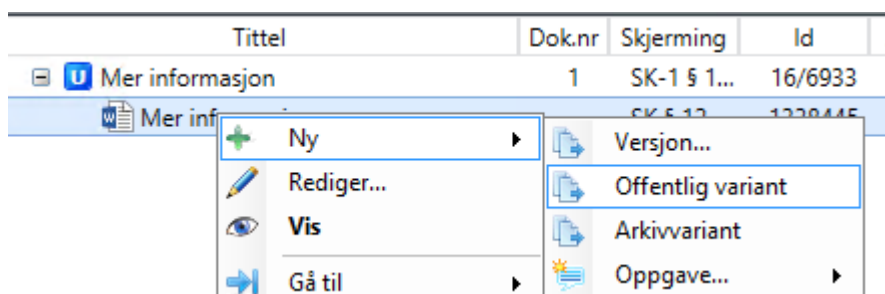 Tittel Dok.nr Skjerming Id
U Mer informasjon 1 SK-1 § 1... 16/6933
Mer
Ny Versjon...
Rediger... Offentlig variant
Vis Arkivvariant
Gå til Oppgave...